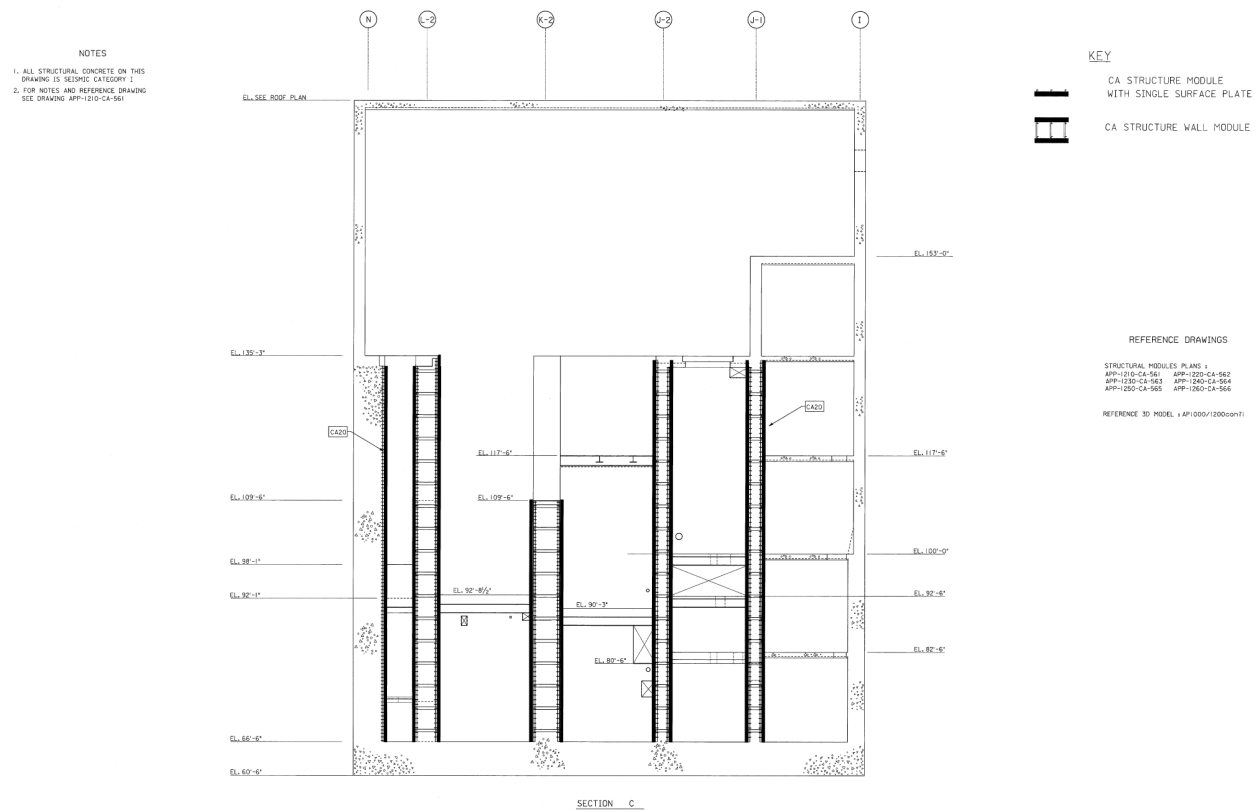 N
L-2
K-2
J-2
J-1
I
NOTES
1. ALL STRUCTURAL CONCRETE ON THIS
DRAWING IS SEISMIC CATEGORY I
2. FOR NOTES AND REFERENCE DRAWING
SEE DRAWING APP-1210-CA-561
KEY
CA STRUCTURE MODULE
WITH SINGLE SURFACE PLATE
CA STRUCTURE WALL MODULE
EL. SEE ROOF PLAN
EL. 153'-0"
EL. 135'-3"
REFERENCE DRAWINGS
STRUCTURAL MODULES PLANS :
APP-1210-CA-561 APP-1220-CA-562
APP-1230-CA-563 APP-1240-CA-564
APP-1250-CA-565 APP-1260-CA-566
REFERENCE 3D MODEL : AP1000/1200conT1
CA20
CA20
EL. 117'-6"
EL. 117'-6"
EL. 109'-6"
EL. 109'-6"
EL. 100'-0"
EL. 98'-1"
EL. 92'-1"
EL. 92'-8½"
EL. 90'-3"
EL. 92'-6"
EL. 80'-6"
EL. 82'-6"
EL. 66'-6"
EL. 60'-6"
SECTION C